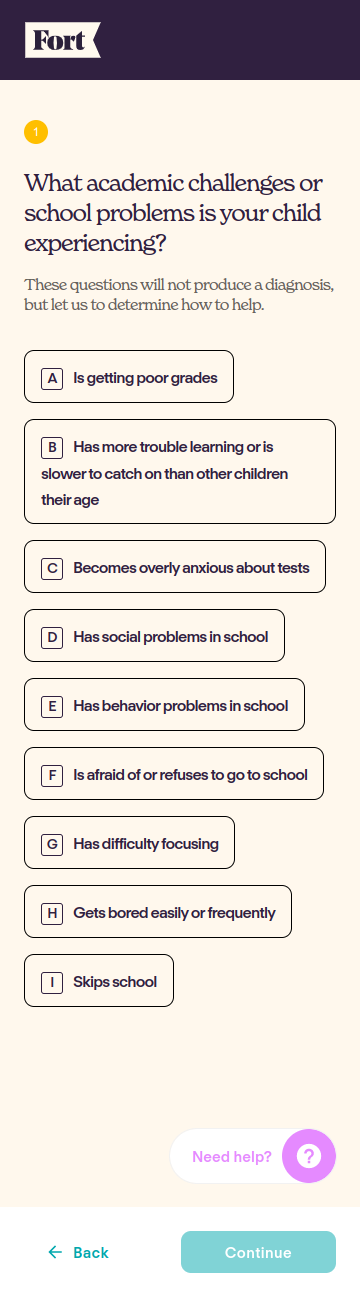 Fort
1
What academic challenges or
school problems is your child
experiencing?
These questions will not produce a diagnosis,
but let us to determine how to help.
A Is getting poor grades
B Has more trouble learning or is
slower to catch on than other children
their age
C Becomes overly anxious about tests
D Has social problems in school
E Has behavior problems in school
F Is afraid of or refuses to go to school
G Has difficulty focusing
H Gets bored easily or frequently
I Skips school
Need help? ?
Back Continue